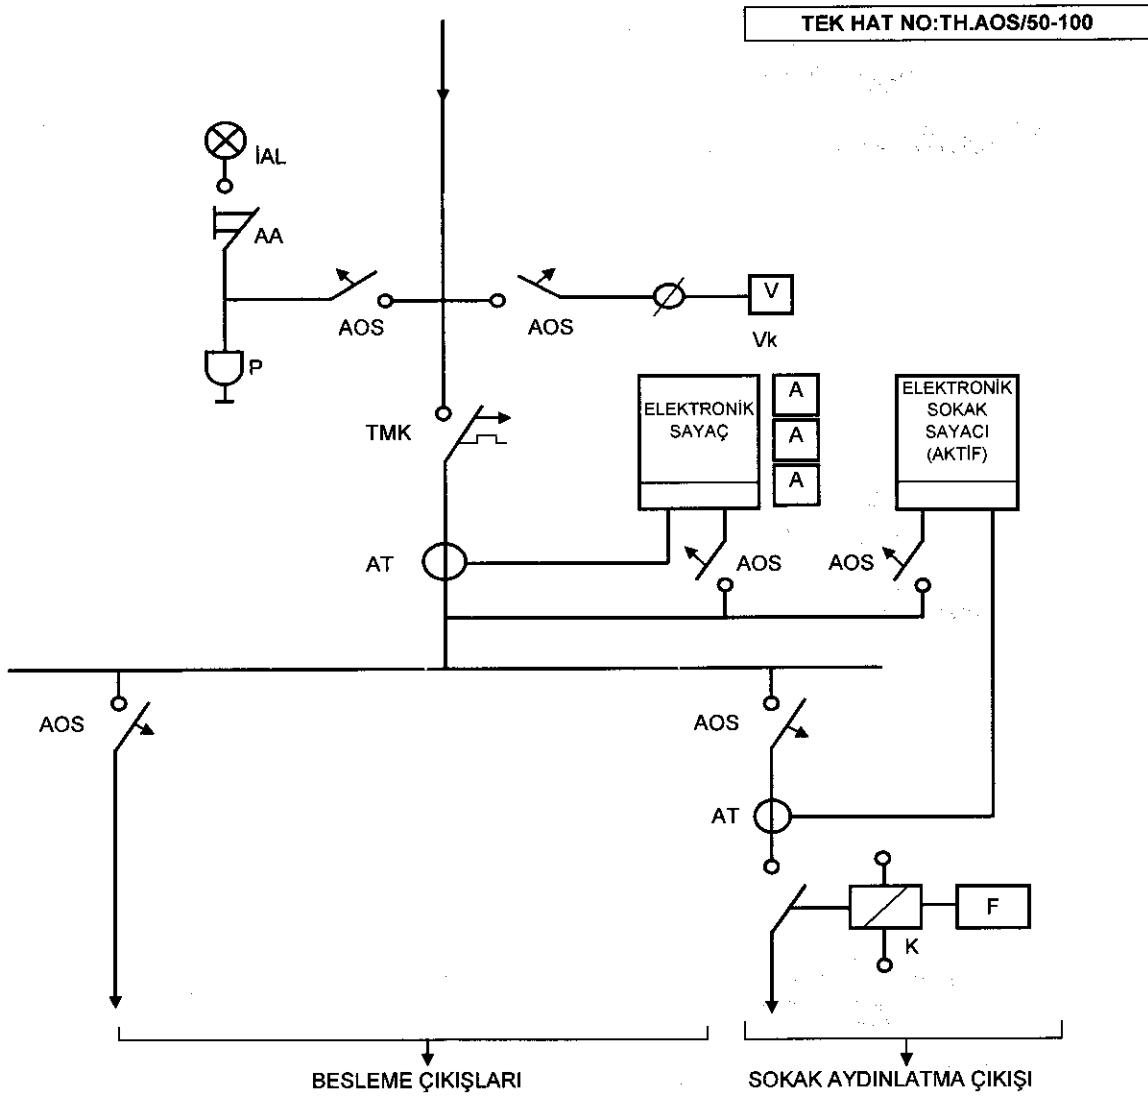 TEK HAT NO:TH.AOS/50-100
İAL
AA
AOS
AOS
V
Vk
P
TMK
ELEKTRONİK
SAYAÇ
A
A
A
ELEKTRONİK
SOKAK
SAYACI
(AKTİF)
AT
AOS
AOS
AOS
AOS
AT
F
K
BESLEME ÇIKIŞLARI
SOKAK AYDINLATMA ÇIKIŞI